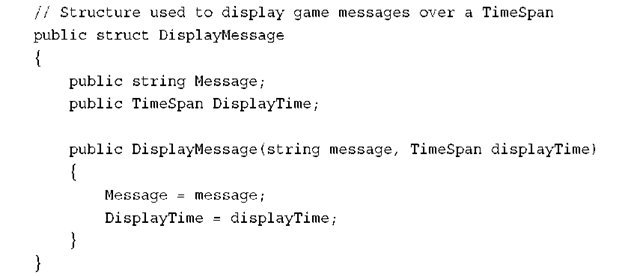 // Structure used to display game messages over a TimeSpan
public struct DisplayMessage
{
    public string Message;
    public TimeSpan DisplayTime;

    public DisplayMessage(string message, TimeSpan displayTime)
    {
        Message = message;
        DisplayTime = displayTime;
    }
}